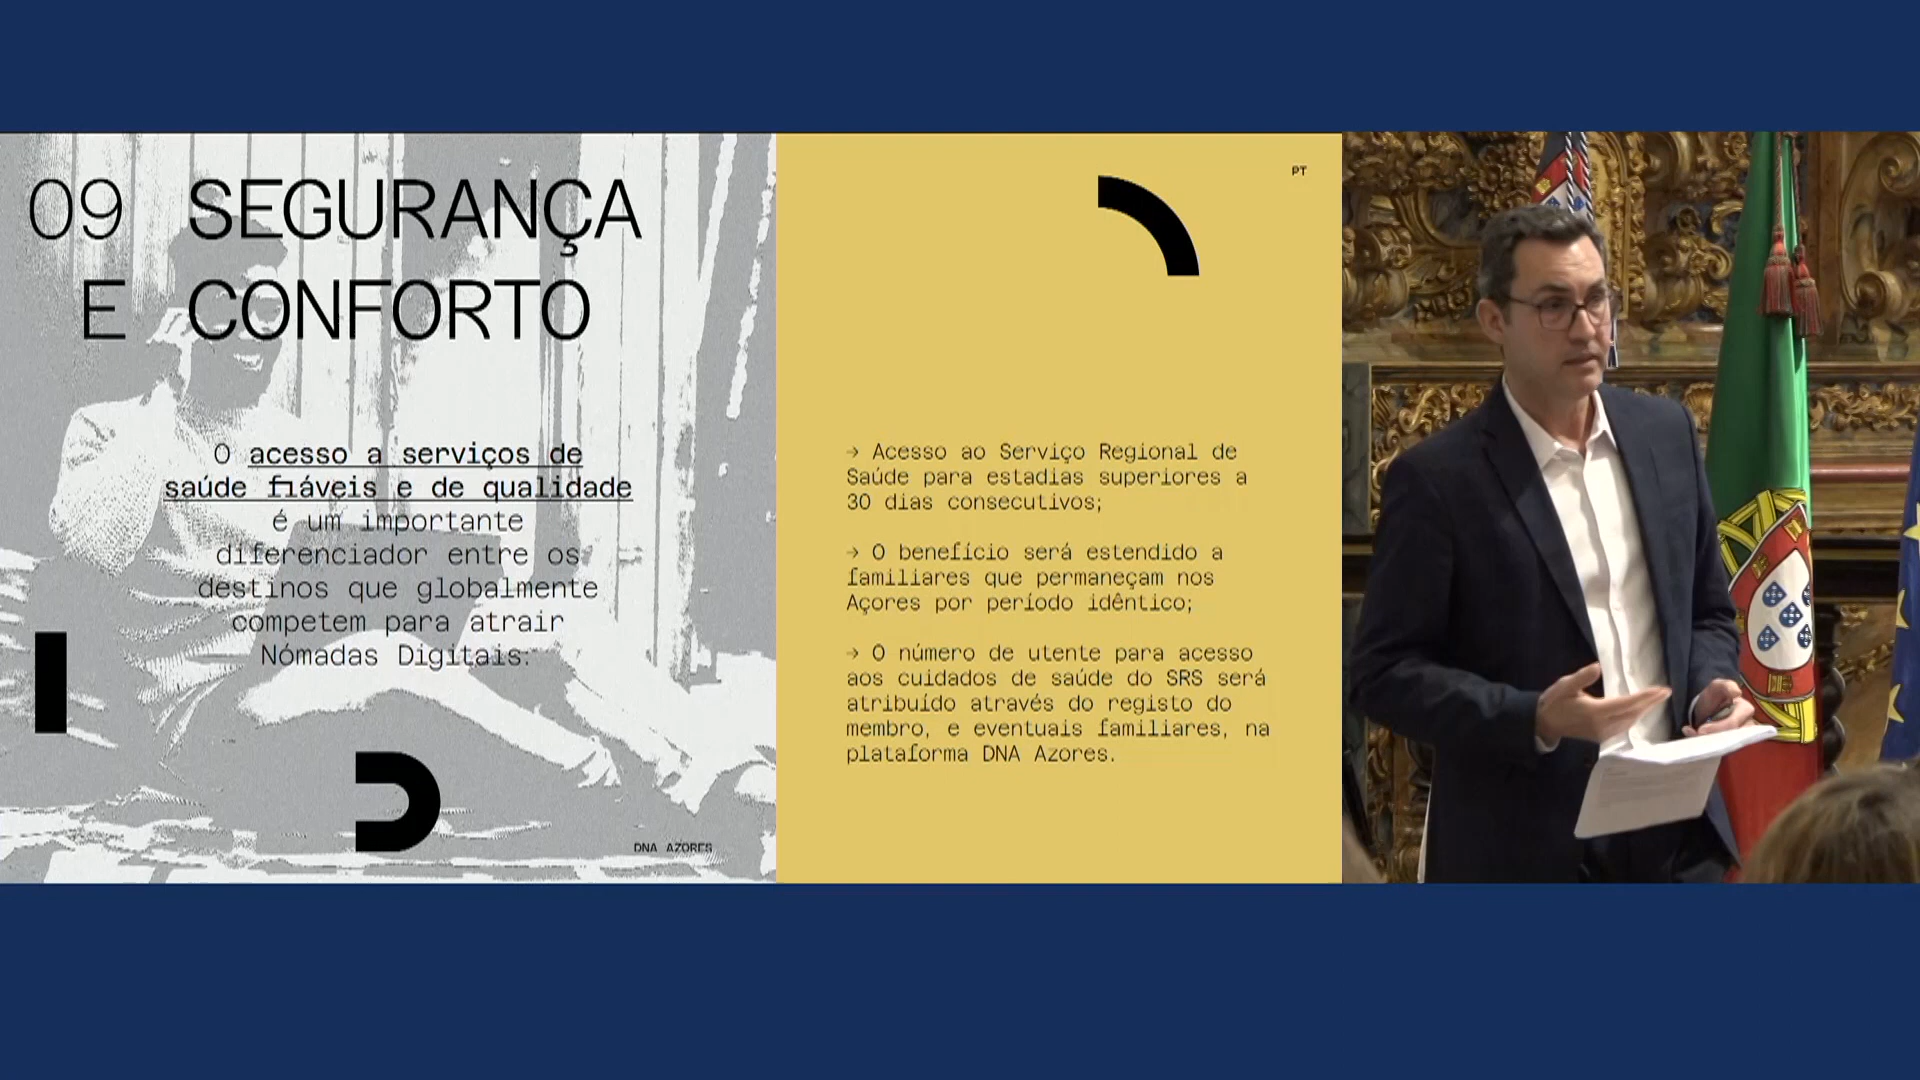 09 SEGURANÇA
E CONFORTO
O acesso a serviços de
saúde fiáveis e de qualidade
é um importante
diferenciador entre os
destinos que globalmente
competem para atrair
Nómadas Digitais:
DNA AZORES
PT
→ Acesso ao Serviço Regional de
Saúde para estadias superiores a
30 dias consecutivos;
→ O benefício será estendido a
familiares que permaneçam nos
Açores por período idêntico;
→ O número de utente para acesso
aos cuidados de saúde do SRS será
atribuído através do registo do
membro, e eventuais familiares, na
plataforma DNA Azores.